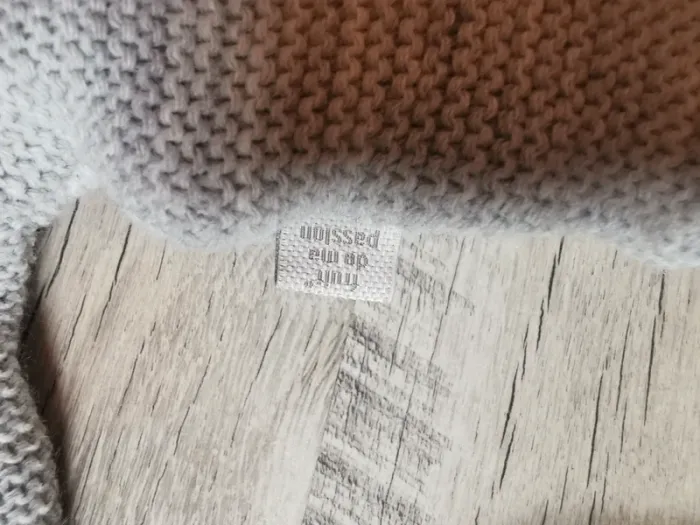 fruit
de ma
passion